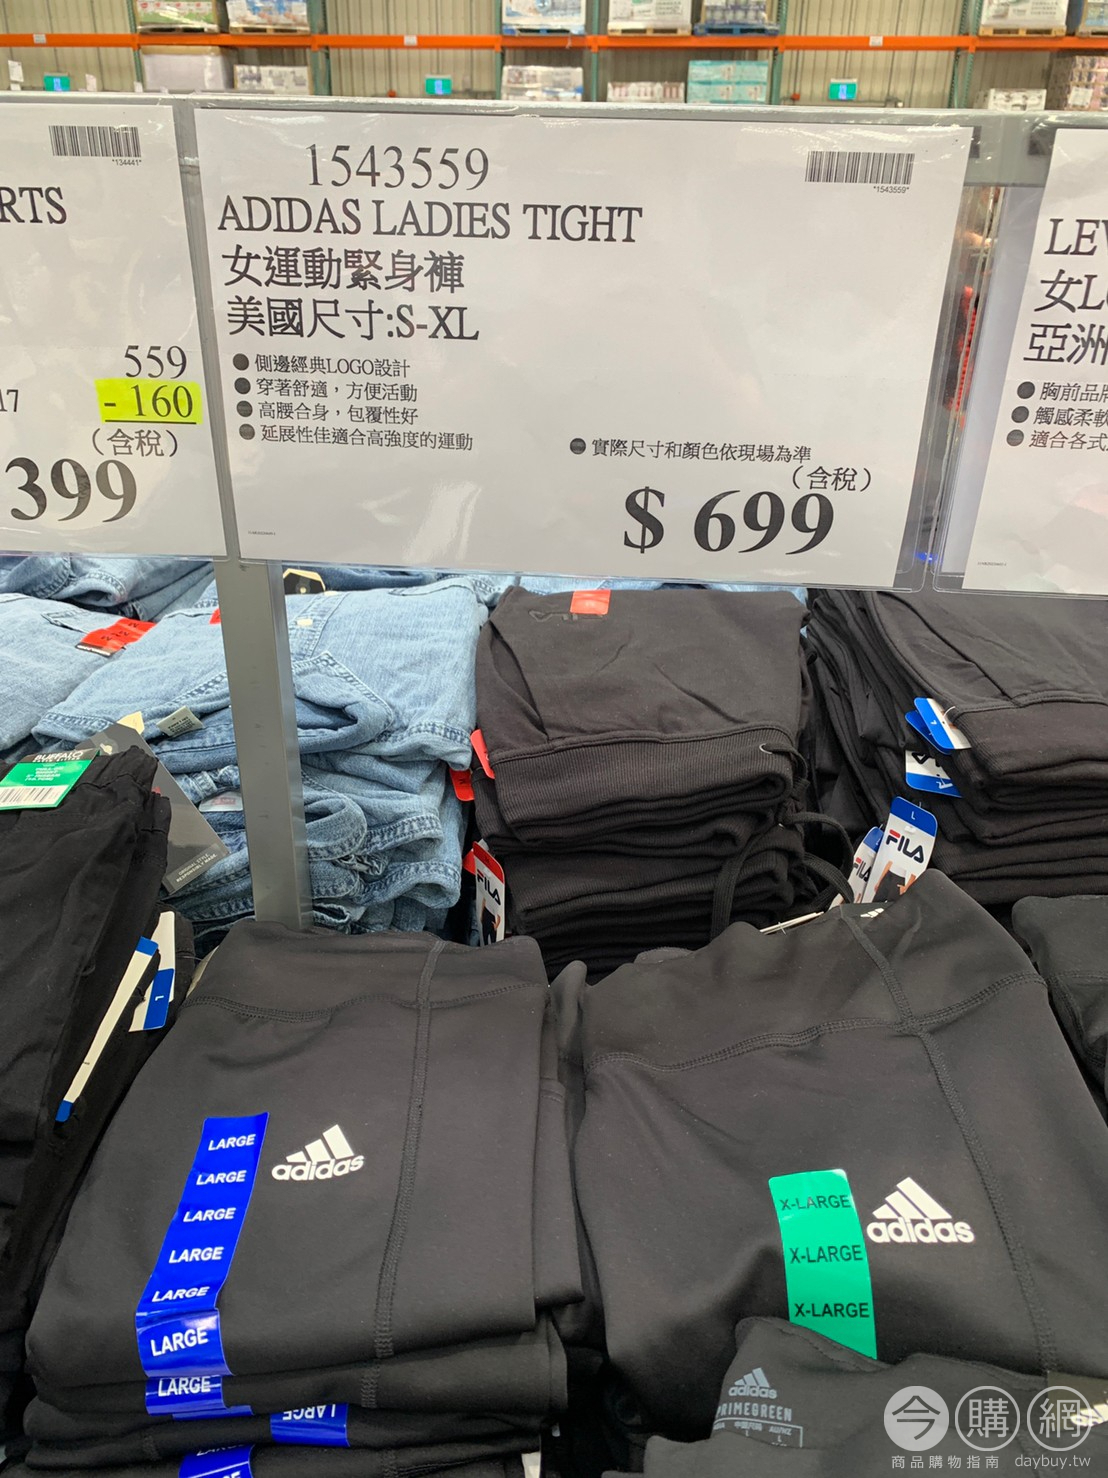 *134441*
RTS
559
17
- 160
(含稅)
399
1543559
*1543559*
ADIDAS LADIES TIGHT
女運動緊身褲
美國尺寸:S-XL
● 側邊經典LOGO設計
● 穿著舒適，方便活動
● 高腰合身，包覆性好
● 延展性佳適合高強度的運動
● 實際尺寸和顏色依現場為準
(含稅)
$ 699
LEV
女L
亞洲
● 胸前品
● 觸感柔軟
● 適合各式
L
FILA
FILA
FILA
L
LARGE
LARGE
LARGE
LARGE
LARGE
LARGE
LARGE
LARGE
adidas
X-LARGE
X-LARGE
X-LARGE
adidas
adidas
PRIMEGREEN
今購網
商品購物指南 daybuy.tw